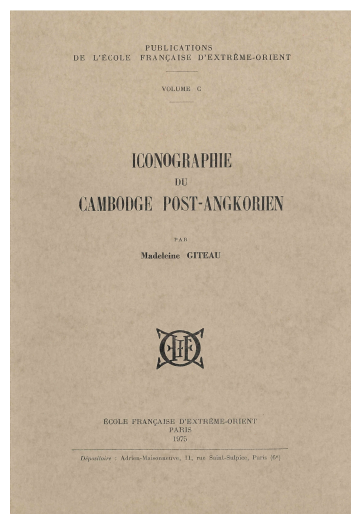 PUBLICATIONS
DE L'ÉCOLE FRANÇAISE D'EXTRÊME-ORIENT
VOLUME C
ICONOGRAPHIE
DU
CAMBODGE POST-ANGKORIEN
PAR
Madeleine GITEAU
ÉCOLE FRANÇAISE D'EXTRÊME-ORIENT
PARIS
1975
Dépositaire : Adrien-Maisonneuve, 11, rue Saint-Sulpice, Paris (6e)